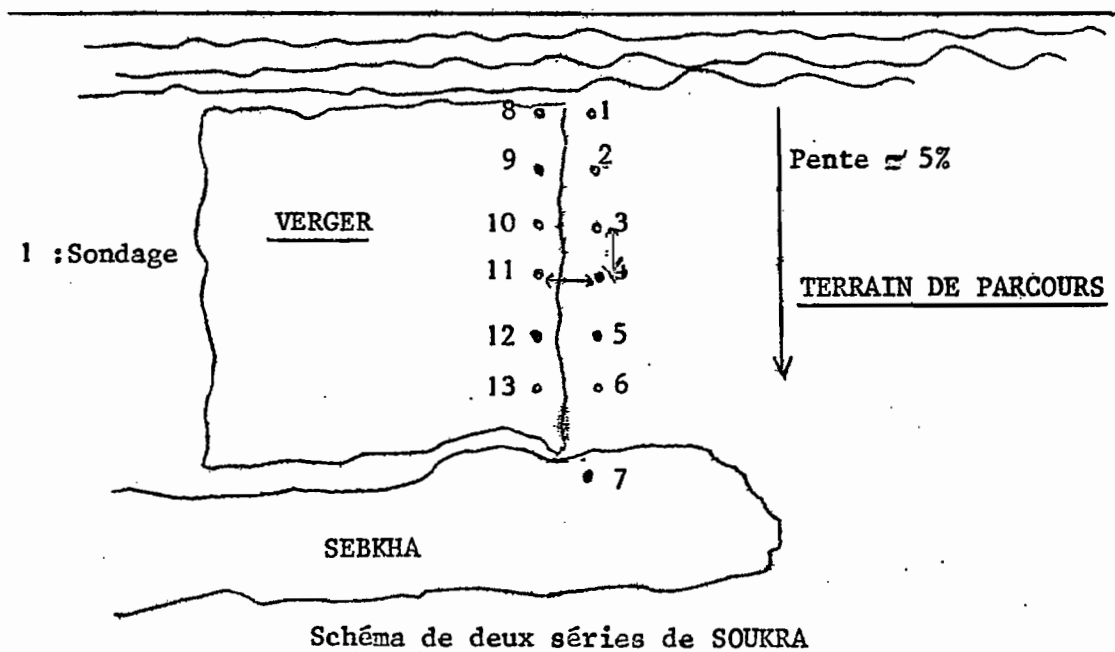 8 1
9 2
Pente ≃ 5%
VERGER
10 3
1 :Sondage
11 4
TERRAIN DE PARCOURS
12 5
13 6
7
SEBKHA
Schéma de deux séries de SOUKRA